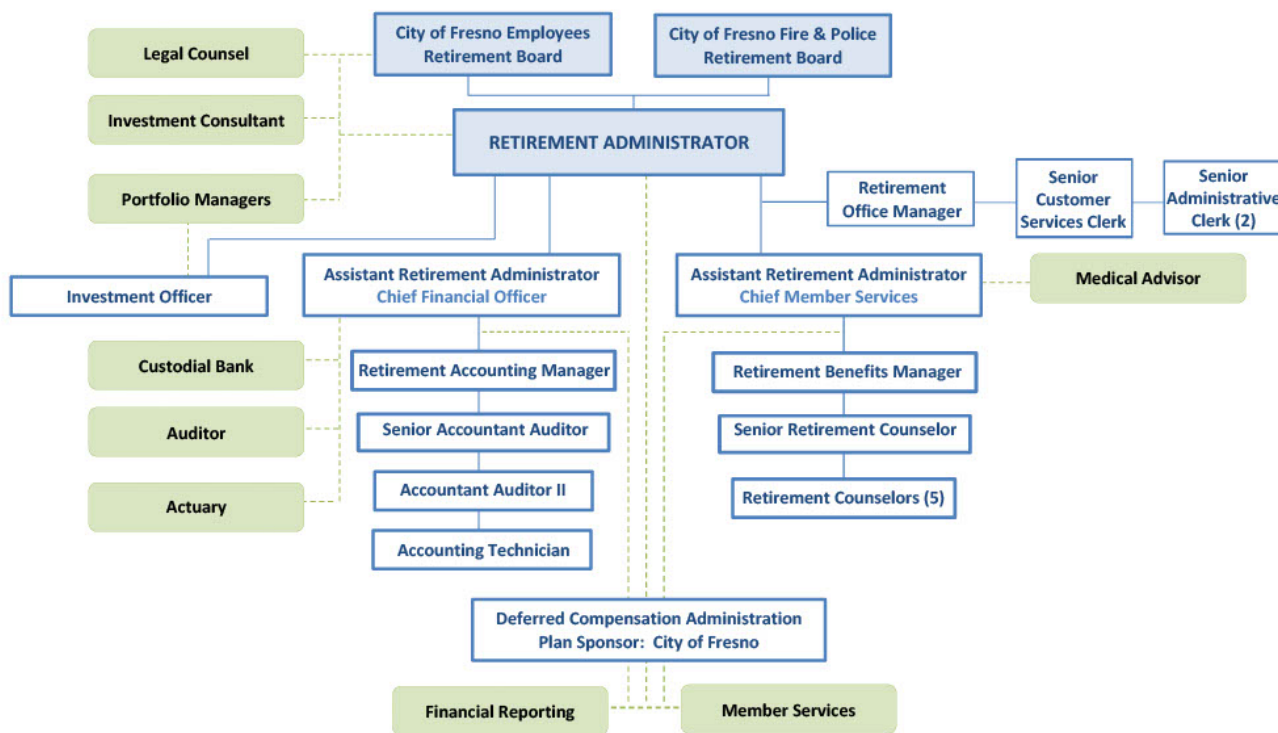 City of Fresno Employees
Retirement Board
City of Fresno Fire & Police
Retirement Board
Legal Counsel
Investment Consultant
RETIREMENT ADMINISTRATOR
Portfolio Managers
Retirement
Office Manager
Senior
Customer
Services Clerk
Senior
Administrative
Clerk (2)
Investment Officer
Assistant Retirement Administrator
Chief Financial Officer
Assistant Retirement Administrator
Chief Member Services
Medical Advisor
Custodial Bank
Retirement Accounting Manager
Retirement Benefits Manager
Auditor
Senior Accountant Auditor
Senior Retirement Counselor
Actuary
Accountant Auditor II
Retirement Counselors (5)
Accounting Technician
Deferred Compensation Administration
Plan Sponsor: City of Fresno
Financial Reporting
Member Services